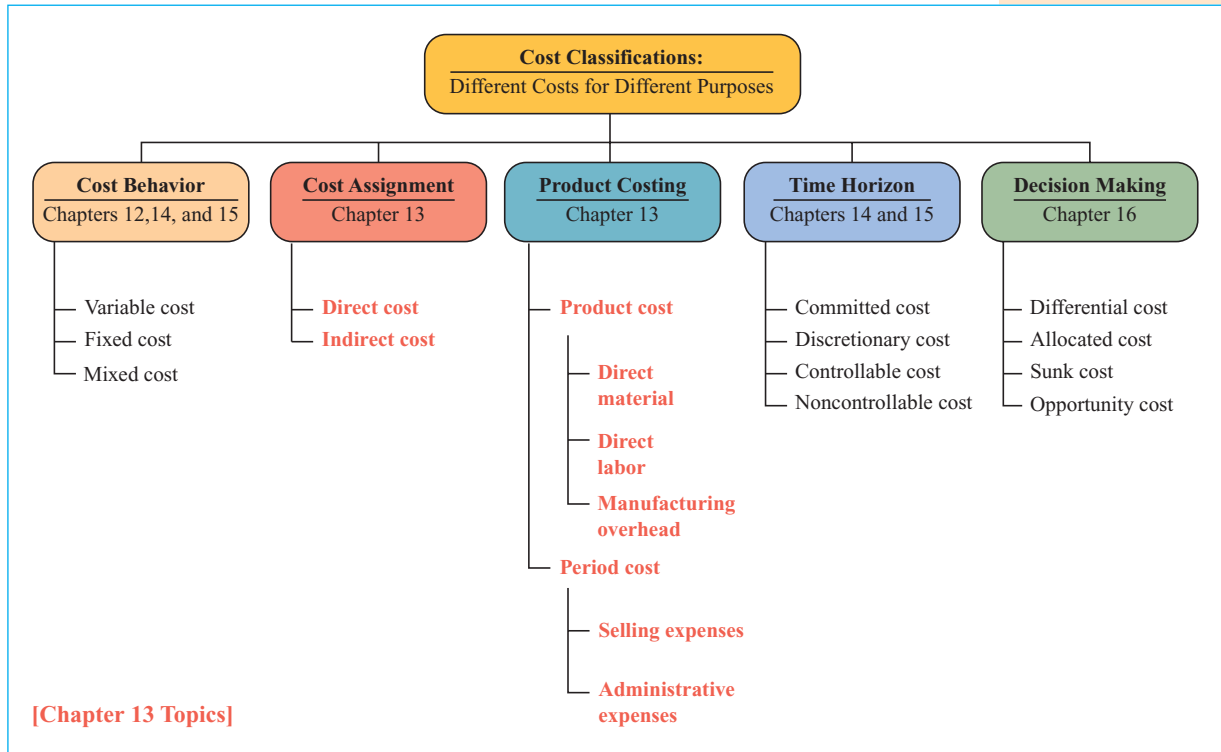 Cost Classifications:
Different Costs for Different Purposes
Cost Behavior
Chapters 12,14, and 15
Variable cost
Fixed cost
Mixed cost
Cost Assignment
Chapter 13
Direct cost
Indirect cost
Product Costing
Chapter 13
Product cost
Direct
material
Direct
labor
Manufacturing
overhead
Period cost
Selling expenses
Administrative
expenses
Time Horizon
Chapters 14 and 15
Committed cost
Discretionary cost
Controllable cost
Noncontrollable cost
Decision Making
Chapter 16
Differential cost
Allocated cost
Sunk cost
Opportunity cost
[Chapter 13 Topics]